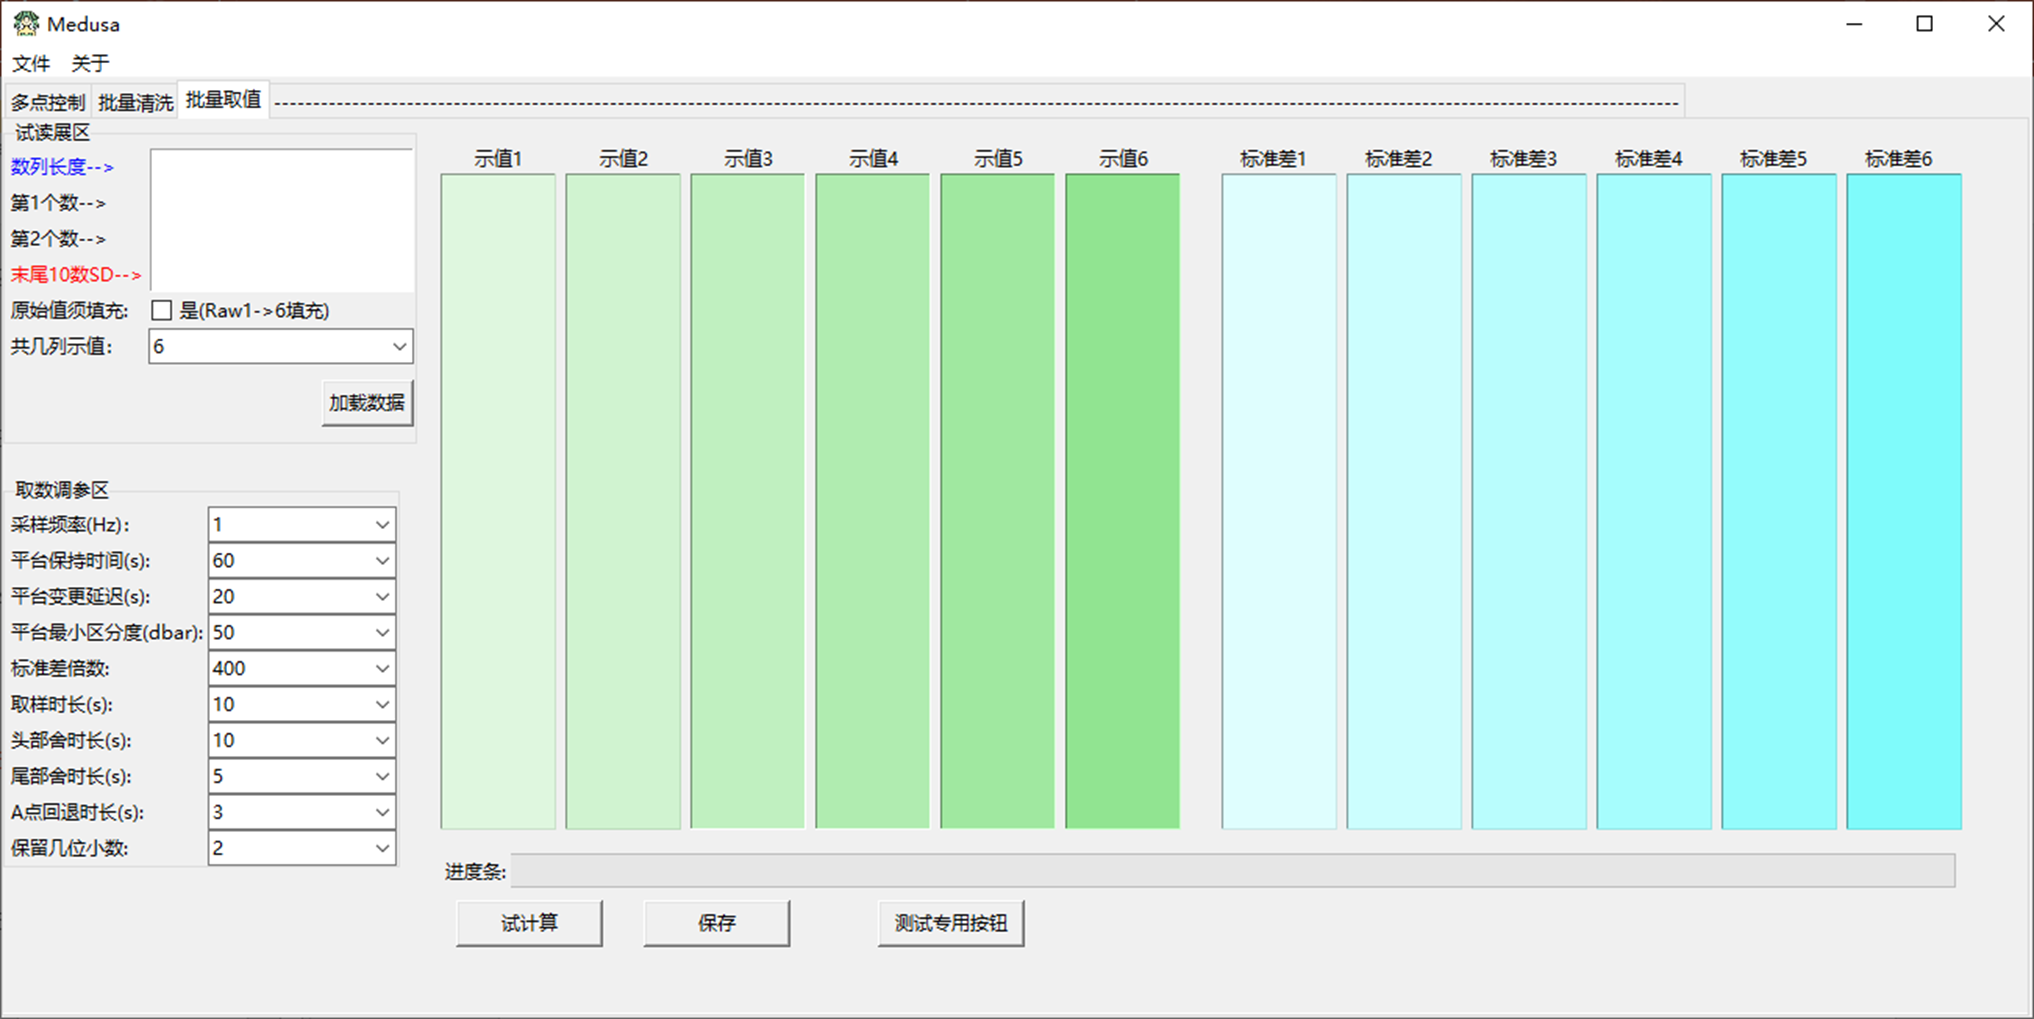 Medusa
文件 关于
多点控制 批量清洗 批量取值 ----------------------------------------------------------------
试读展区
数列长度-->
第1个数-->
第2个数-->
末尾10数SD-->
原始值须填充: 是(Raw1->6填充)
共几列示值: 6
加载数据
取数调参区
采样频率(Hz): 1
平台保持时间(s): 60
平台变更延迟(s): 20
平台最小区分度(dbar): 50
标准差倍数: 400
取样时长(s): 10
头部舍时长(s): 10
尾部舍时长(s): 5
A点回退时长(s): 3
保留几位小数: 2
示值1 示值2 示值3 示值4 示值5 示值6 标准差1 标准差2 标准差3 标准差4 标准差5 标准差6
进度条:
试计算 保存 测试专用按钮